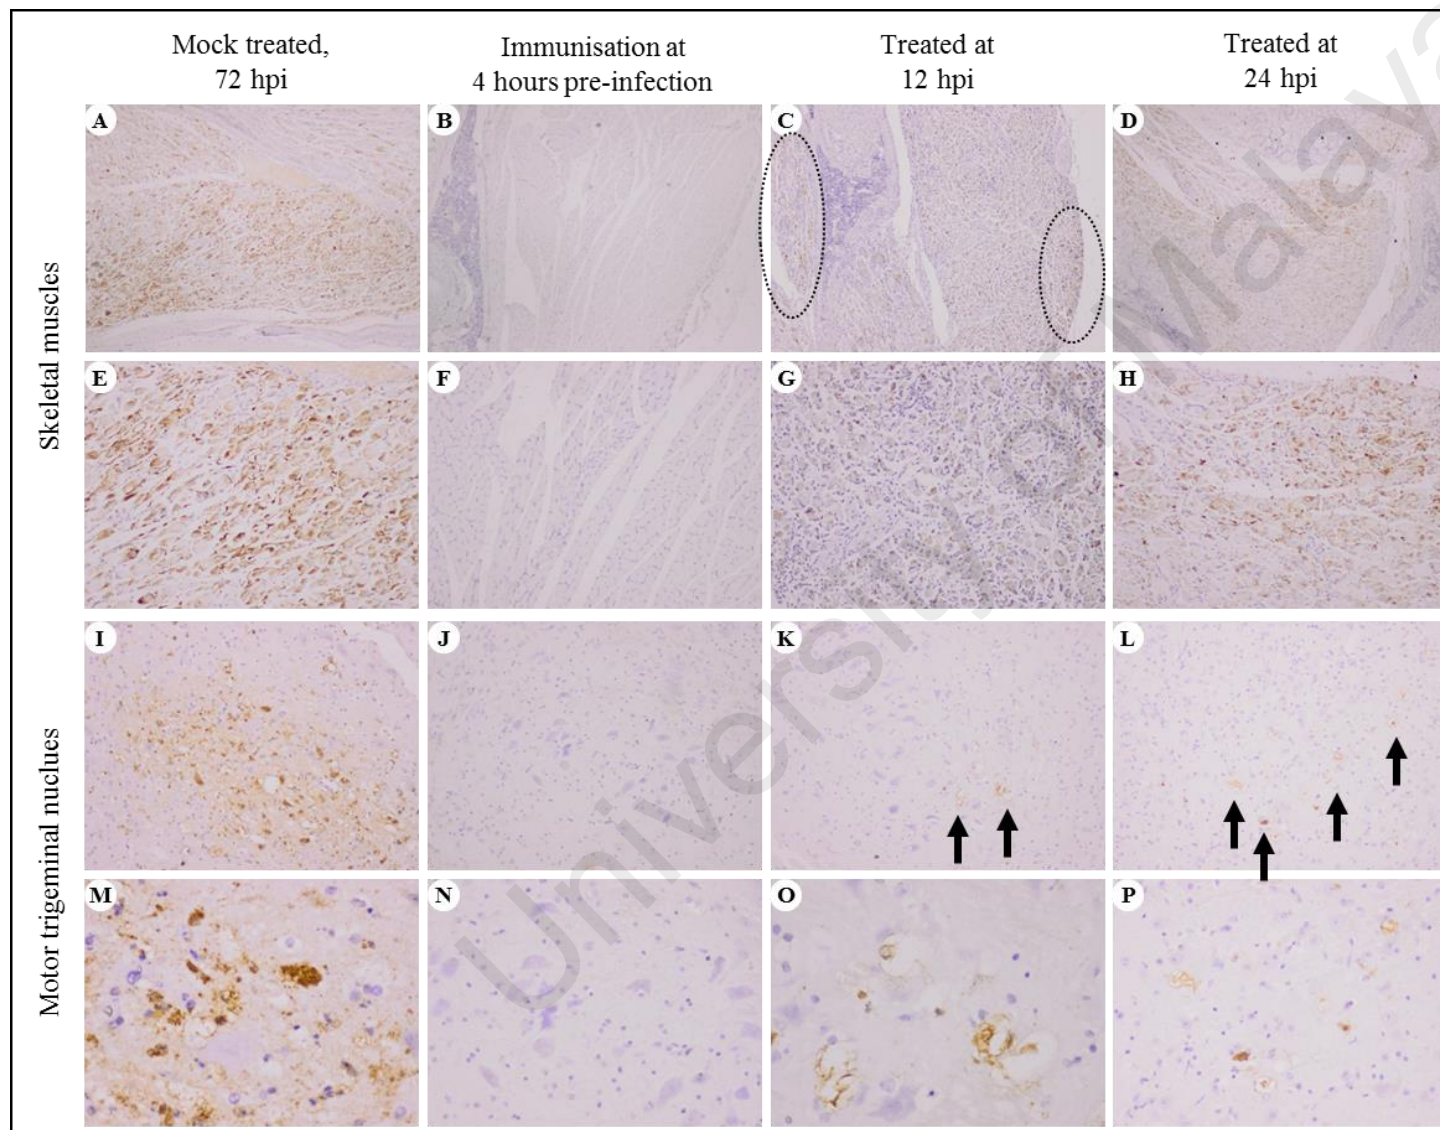 Mock treated,
72 hpi
Immunisation at
4 hours pre-infection
Treated at
12 hpi
Treated at
24 hpi
Skeletal muscles
A
B
C
D
E
F
G
H
Motor trigeminal nuclues
I
J
K
L
M
N
O
P
University of Malaya